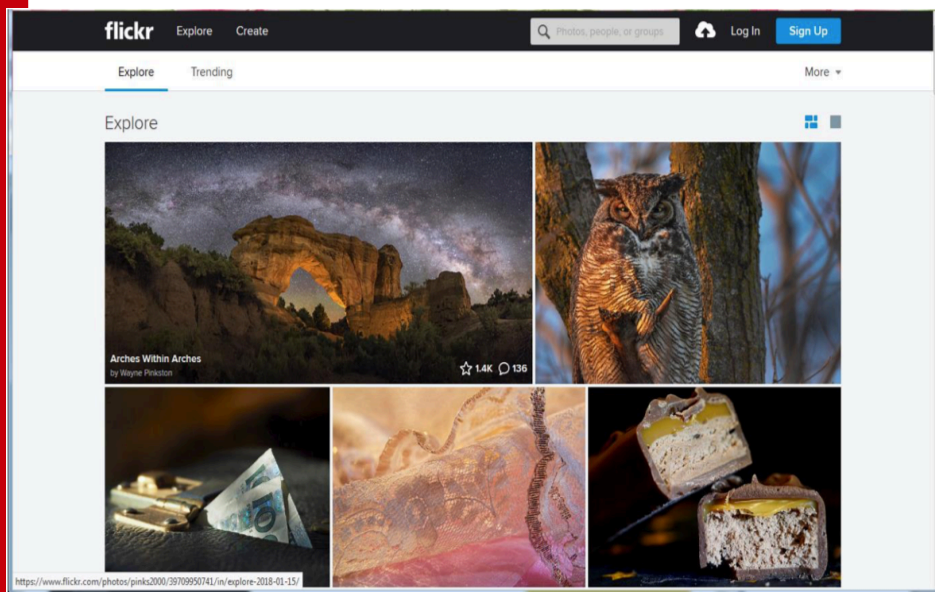 flickr Explore Create Photos, people, or groups Log In Sign Up
Explore Trending More
Explore
Arches Within Arches
by Wayne Pinkston
1.4K 136
https://www.flickr.com/photos/pinks2000/39709950741/in/explore-2018-01-15/